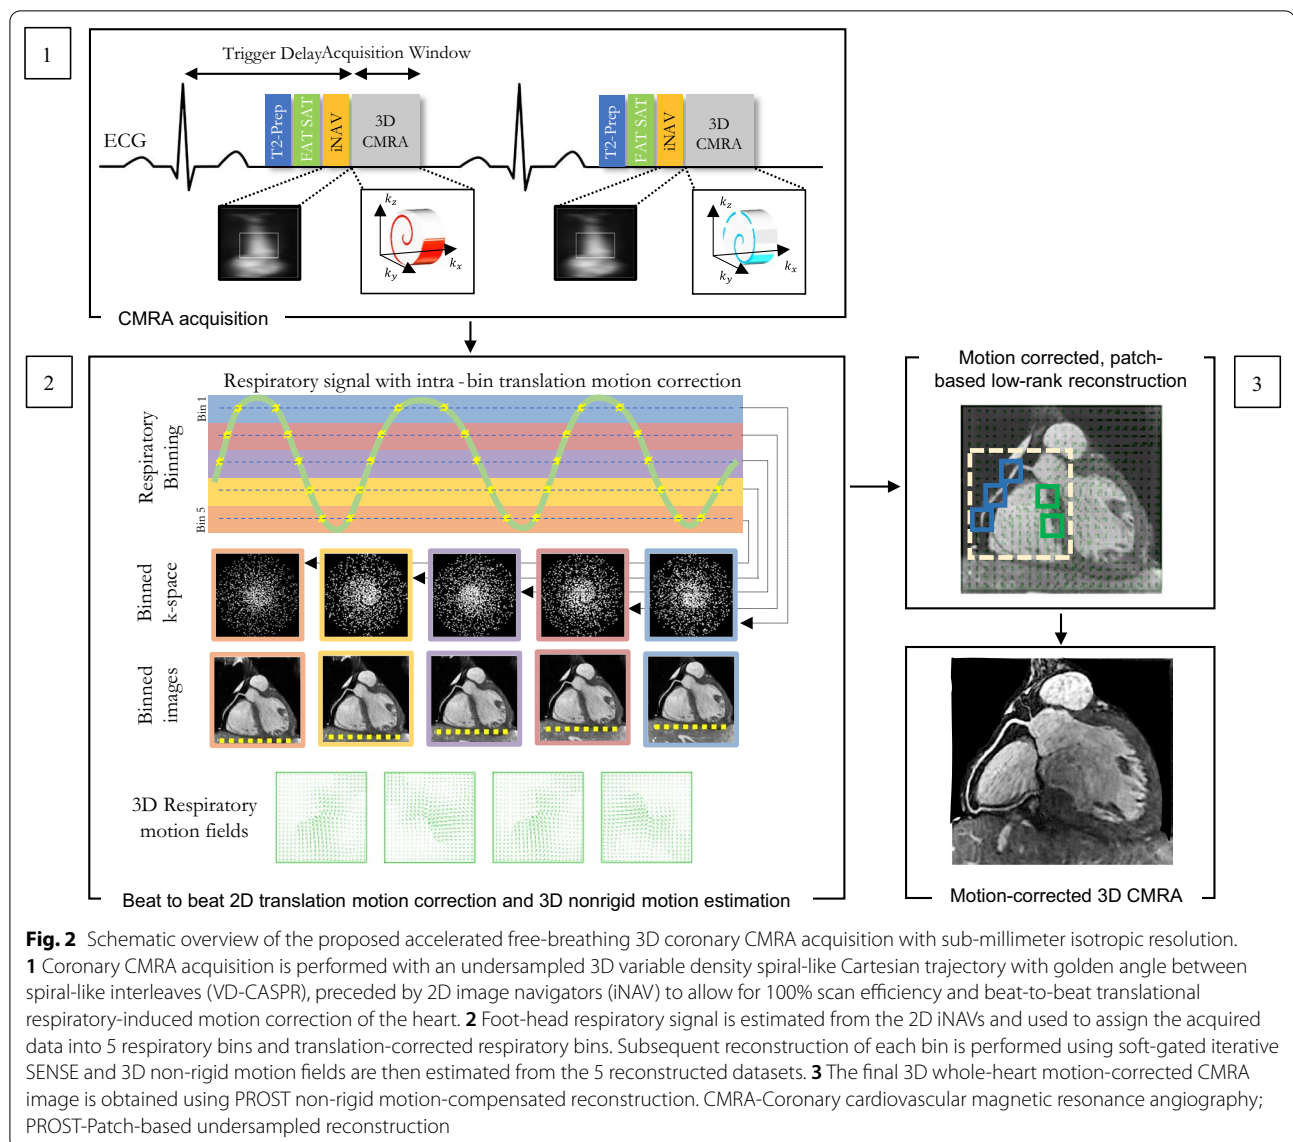 1
Trigger Delay Acquisition Window
ECG
T2-Prep
FAT SAT
iNAV
3D
CMRA
T2-Prep
FAT SAT
iNAV
3D
CMRA
kz
kx
ky
kz
kx
ky
CMRA acquisition
2
Respiratory signal with intra-bin translation motion correction
Respiratory
Binning
Bin 1
Bin 5
Binned
k-space
Binned
images
3D Respiratory
motion fields
Beat to beat 2D translation motion correction and 3D nonrigid motion estimation
Motion corrected, patch-
based low-rank reconstruction
3
Motion-corrected 3D CMRA
Fig. 2 Schematic overview of the proposed accelerated free-breathing 3D coronary CMRA acquisition with sub-millimeter isotropic resolution.
1 Coronary CMRA acquisition is performed with an undersampled 3D variable density spiral-like Cartesian trajectory with golden angle between
spiral-like interleaves (VD-CASPR), preceded by 2D image navigators (iNAV) to allow for 100% scan efficiency and beat-to-beat translational
respiratory-induced motion correction of the heart. 2 Foot-head respiratory signal is estimated from the 2D iNAVs and used to assign the acquired
data into 5 respiratory bins and translation-corrected respiratory bins. Subsequent reconstruction of each bin is performed using soft-gated iterative
SENSE and 3D non-rigid motion fields are then estimated from the 5 reconstructed datasets. 3 The final 3D whole-heart motion-corrected CMRA
image is obtained using PROST non-rigid motion-compensated reconstruction. CMRA-Coronary cardiovascular magnetic resonance angiography;
PROST-Patch-based undersampled reconstruction